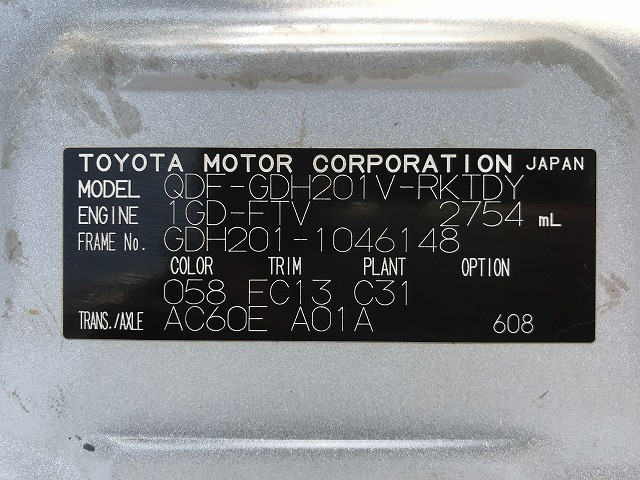 TOYOTA MOTOR CORPORATION JAPAN
MODEL QDF-GDH201V-RKTDY
ENGINE 1GD-FTV 2754 mL
FRAME No. GDH201-1046148
COLOR TRIM PLANT OPTION
058 FC13 C31
TRANS./AXLE AC60E A01A 608